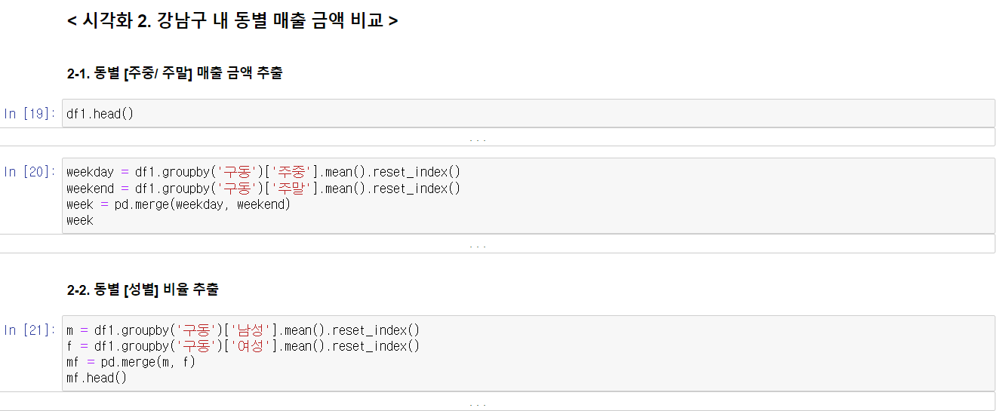 < 시각화 2. 강남구 내 동별 매출 금액 비교 >
2-1. 동별 [주중/ 주말] 매출 금액 추출
In [19]: df1.head()
...
In [20]: weekday = df1.groupby('구동')['주중'].mean().reset_index()
weekend = df1.groupby('구동')['주말'].mean().reset_index()
week = pd.merge(weekday, weekend)
week
...
2-2. 동별 [성별] 비율 추출
In [21]: m = df1.groupby('구동')['남성'].mean().reset_index()
f = df1.groupby('구동')['여성'].mean().reset_index()
mf = pd.merge(m, f)
mf.head()
...